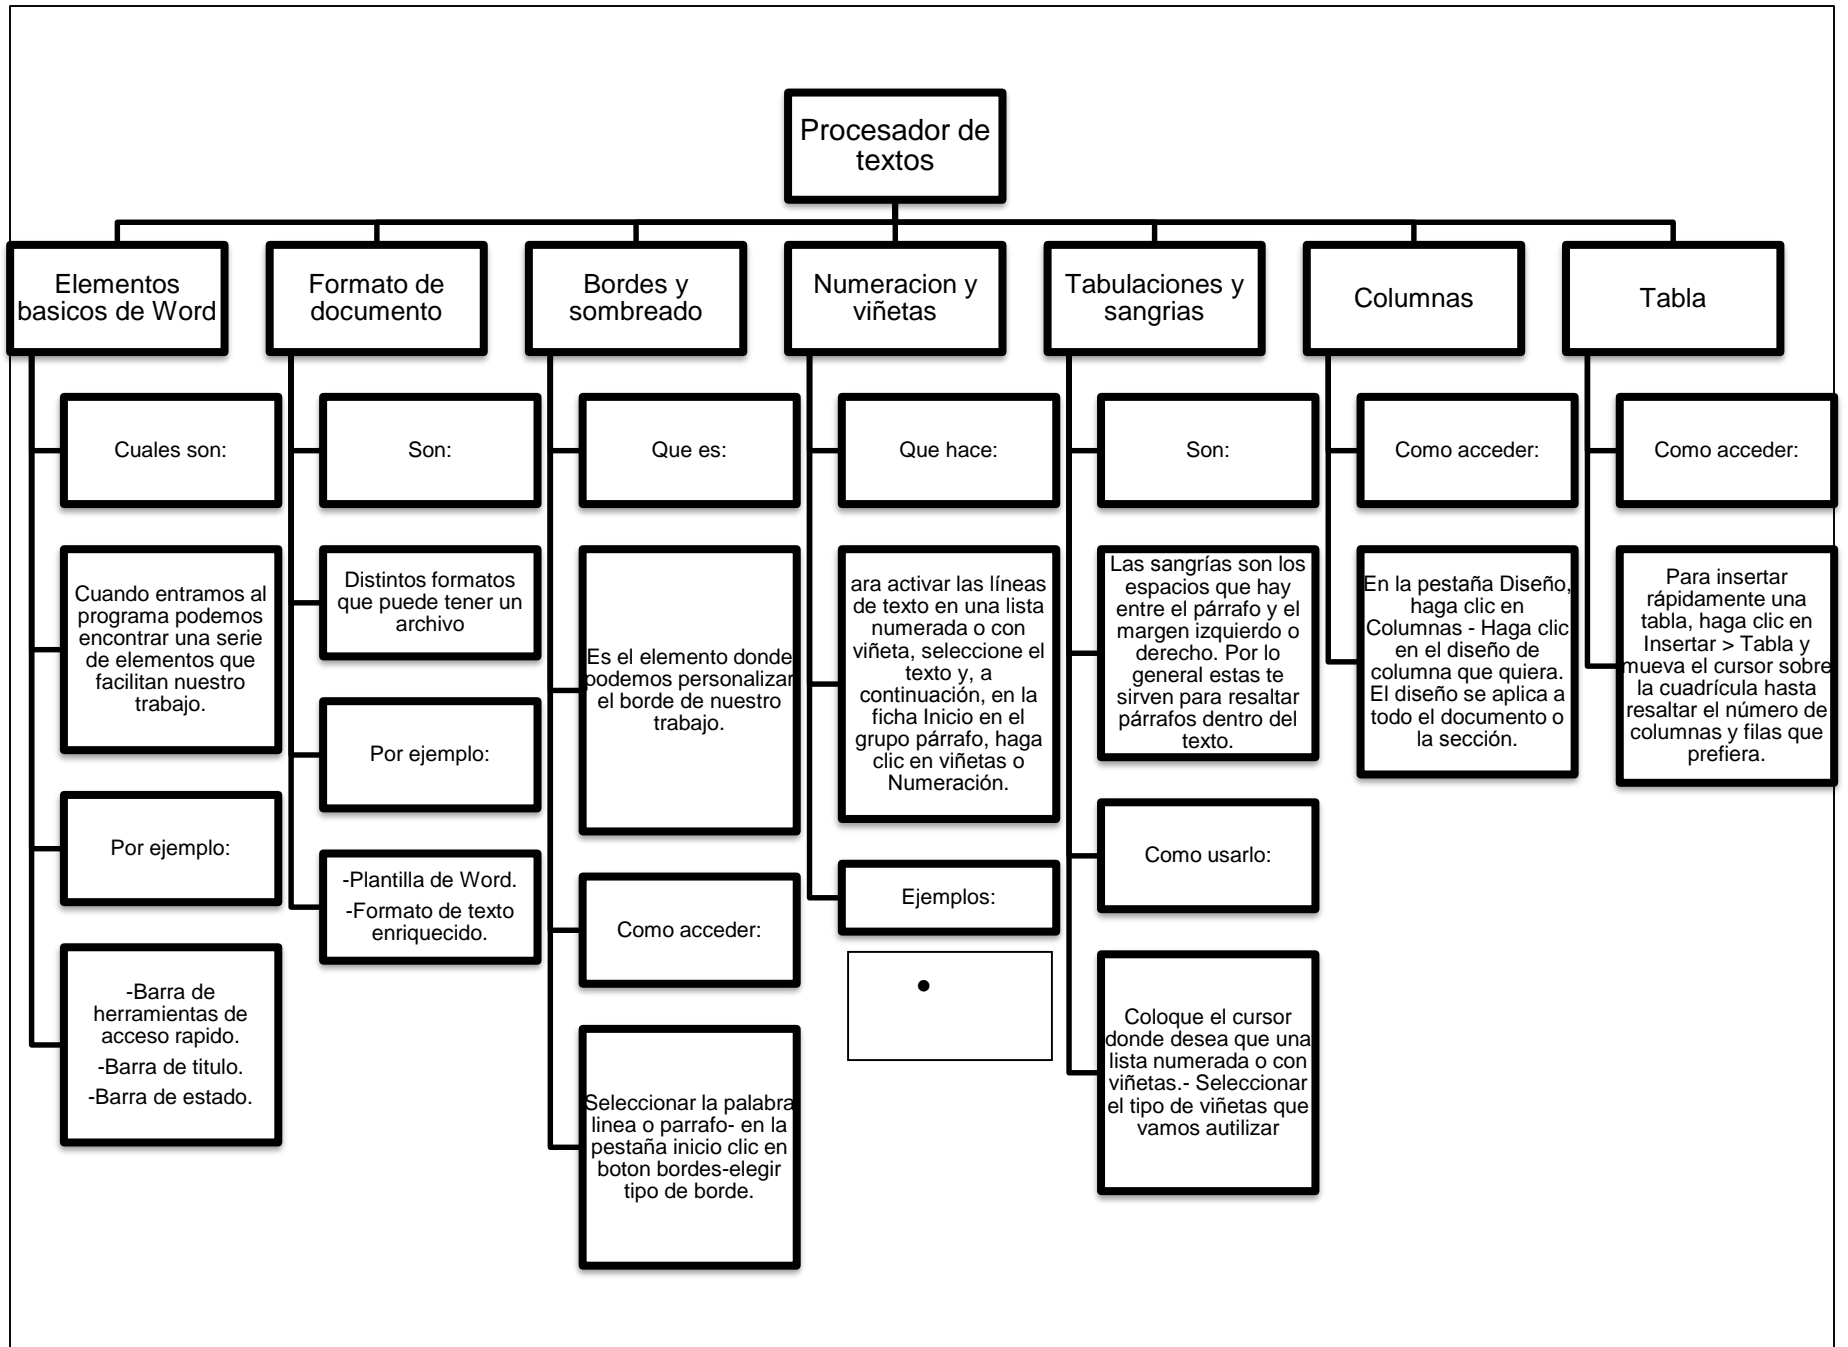 Procesador de
textos
Elementos
basicos de Word
Cuales son:
Cuando entramos al
programa podemos
encontrar una serie
de elementos que
facilitan nuestro
trabajo.
Por ejemplo:
-Barra de
herramientas de
acceso rapido.
-Barra de titulo.
-Barra de estado.
Formato de
documento
Son:
Distintos formatos
que puede tener un
archivo
Por ejemplo:
-Plantilla de Word.
-Formato de texto
enriquecido.
Bordes y
sombreado
Que es:
Es el elemento donde
podemos personalizar
el borde de nuestro
trabajo.
Como acceder:
Seleccionar la palabra
linea o parrafo- en la
pestaña inicio clic en
boton bordes-elegir
tipo de borde.
Numeracion y
viñetas
Que hace:
ara activar las líneas
de texto en una lista
numerada o con
viñeta, seleccione el
texto y, a
continuación, en la
ficha Inicio en el
grupo párrafo, haga
clic en viñetas o
Numeración.
Ejemplos:
•
Tabulaciones y
sangrias
Son:
Las sangrías son los
espacios que hay
entre el párrafo y el
margen izquierdo o
derecho. Por lo
general estas te
sirven para resaltar
párrafos dentro del
texto.
Como usarlo:
Coloque el cursor
donde desea que una
lista numerada o con
viñetas.- Seleccionar
el tipo de viñetas que
vamos autilizar
Columnas
Como acceder:
En la pestaña Diseño,
haga clic en
Columnas - Haga clic
en el diseño de
columna que quiera.
El diseño se aplica a
todo el documento o
la sección.
Tabla
Como acceder:
Para insertar
rápidamente una
tabla, haga clic en
Insertar > Tabla y
mueva el cursor sobre
la cuadrícula hasta
resaltar el número de
columnas y filas que
prefiera.